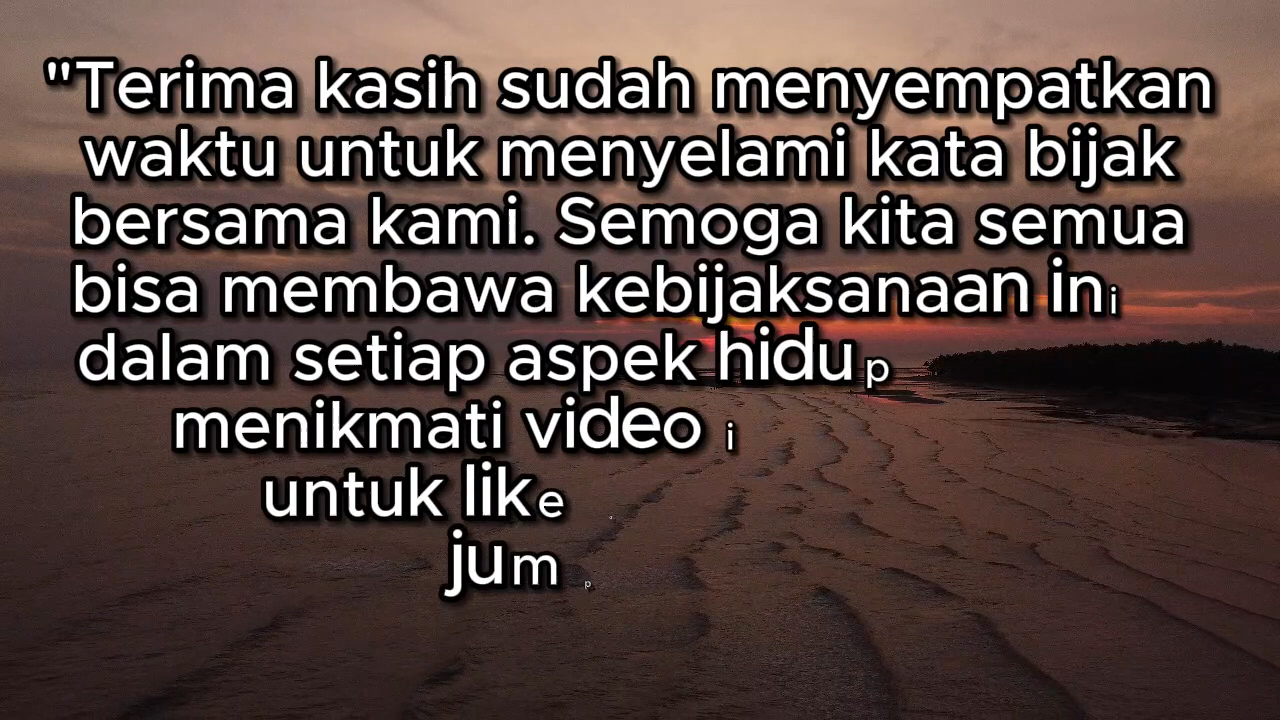 "Terima kasih sudah menyempatkan
waktu untuk menyelami kata bijak
bersama kami. Semoga kita semua
bisa membawa kebijaksanaan ini
dalam setiap aspek hidup
menikmati video i
untuk like
jump